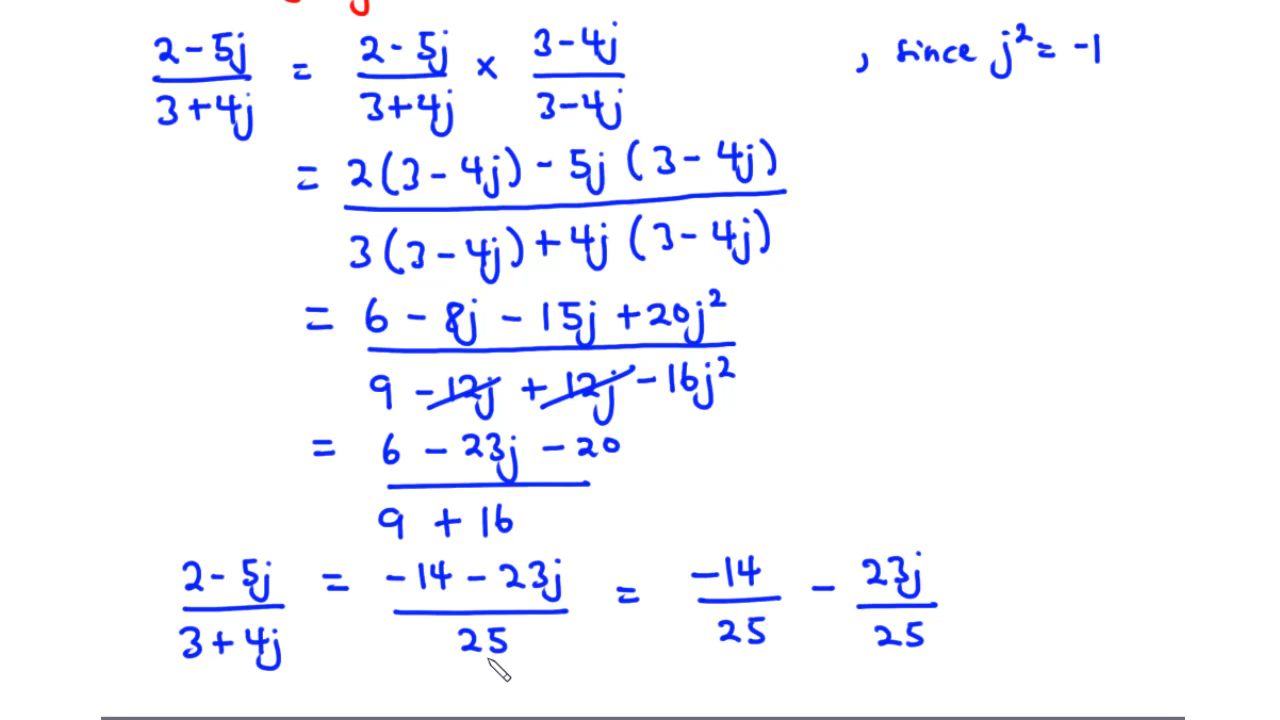 2 - 5j / 3 + 4j = 2 - 5j / 3 + 4j × 3 - 4j / 3 - 4j , since j² = -1
= 2(3 - 4j) - 5j (3 - 4j) / 3(3 - 4j) + 4j (3 - 4j)
= 6 - 8j - 15j + 20j² / 9 - 12j + 12j - 16j²
= 6 - 23j - 20 / 9 + 16
2 - 5j / 3 + 4j = -14 - 23j / 25 = -14 / 25 - 23j / 25